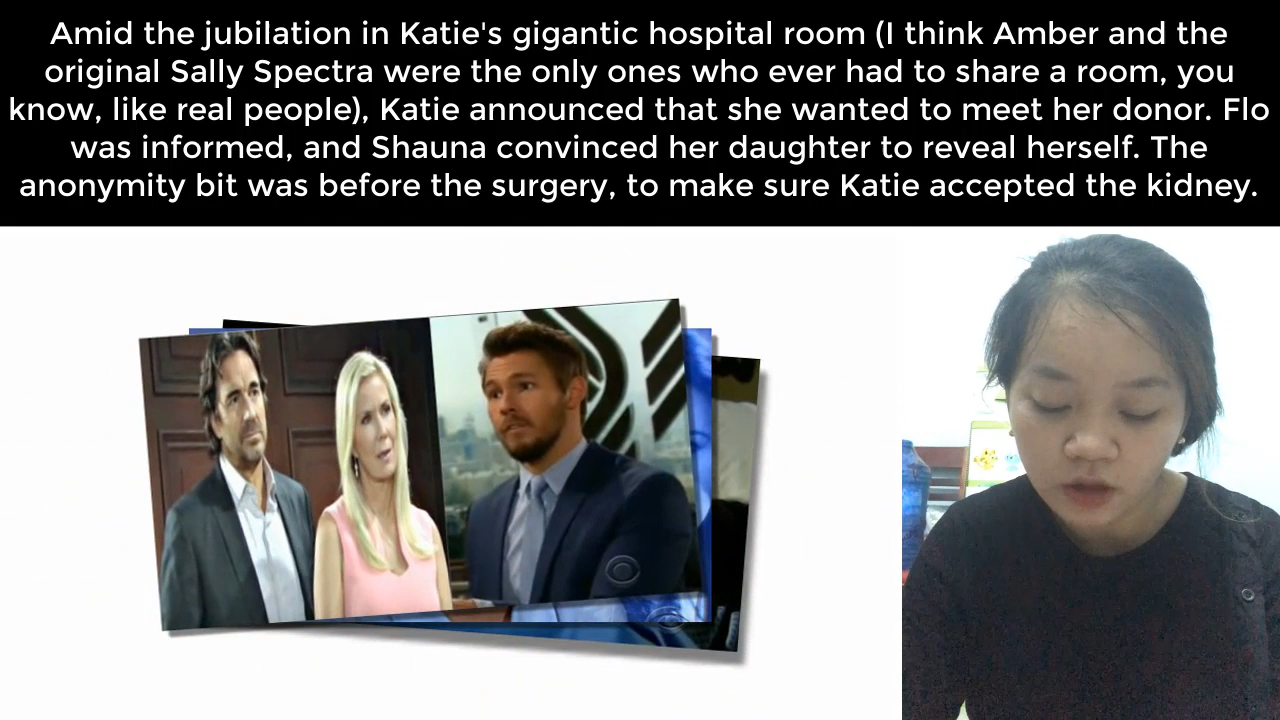 Amid the jubilation in Katie's gigantic hospital room (I think Amber and the
original Sally Spectra were the only ones who ever had to share a room, you
know, like real people), Katie announced that she wanted to meet her donor. Flo
was informed, and Shauna convinced her daughter to reveal herself. The
anonymity bit was before the surgery, to make sure Katie accepted the kidney.